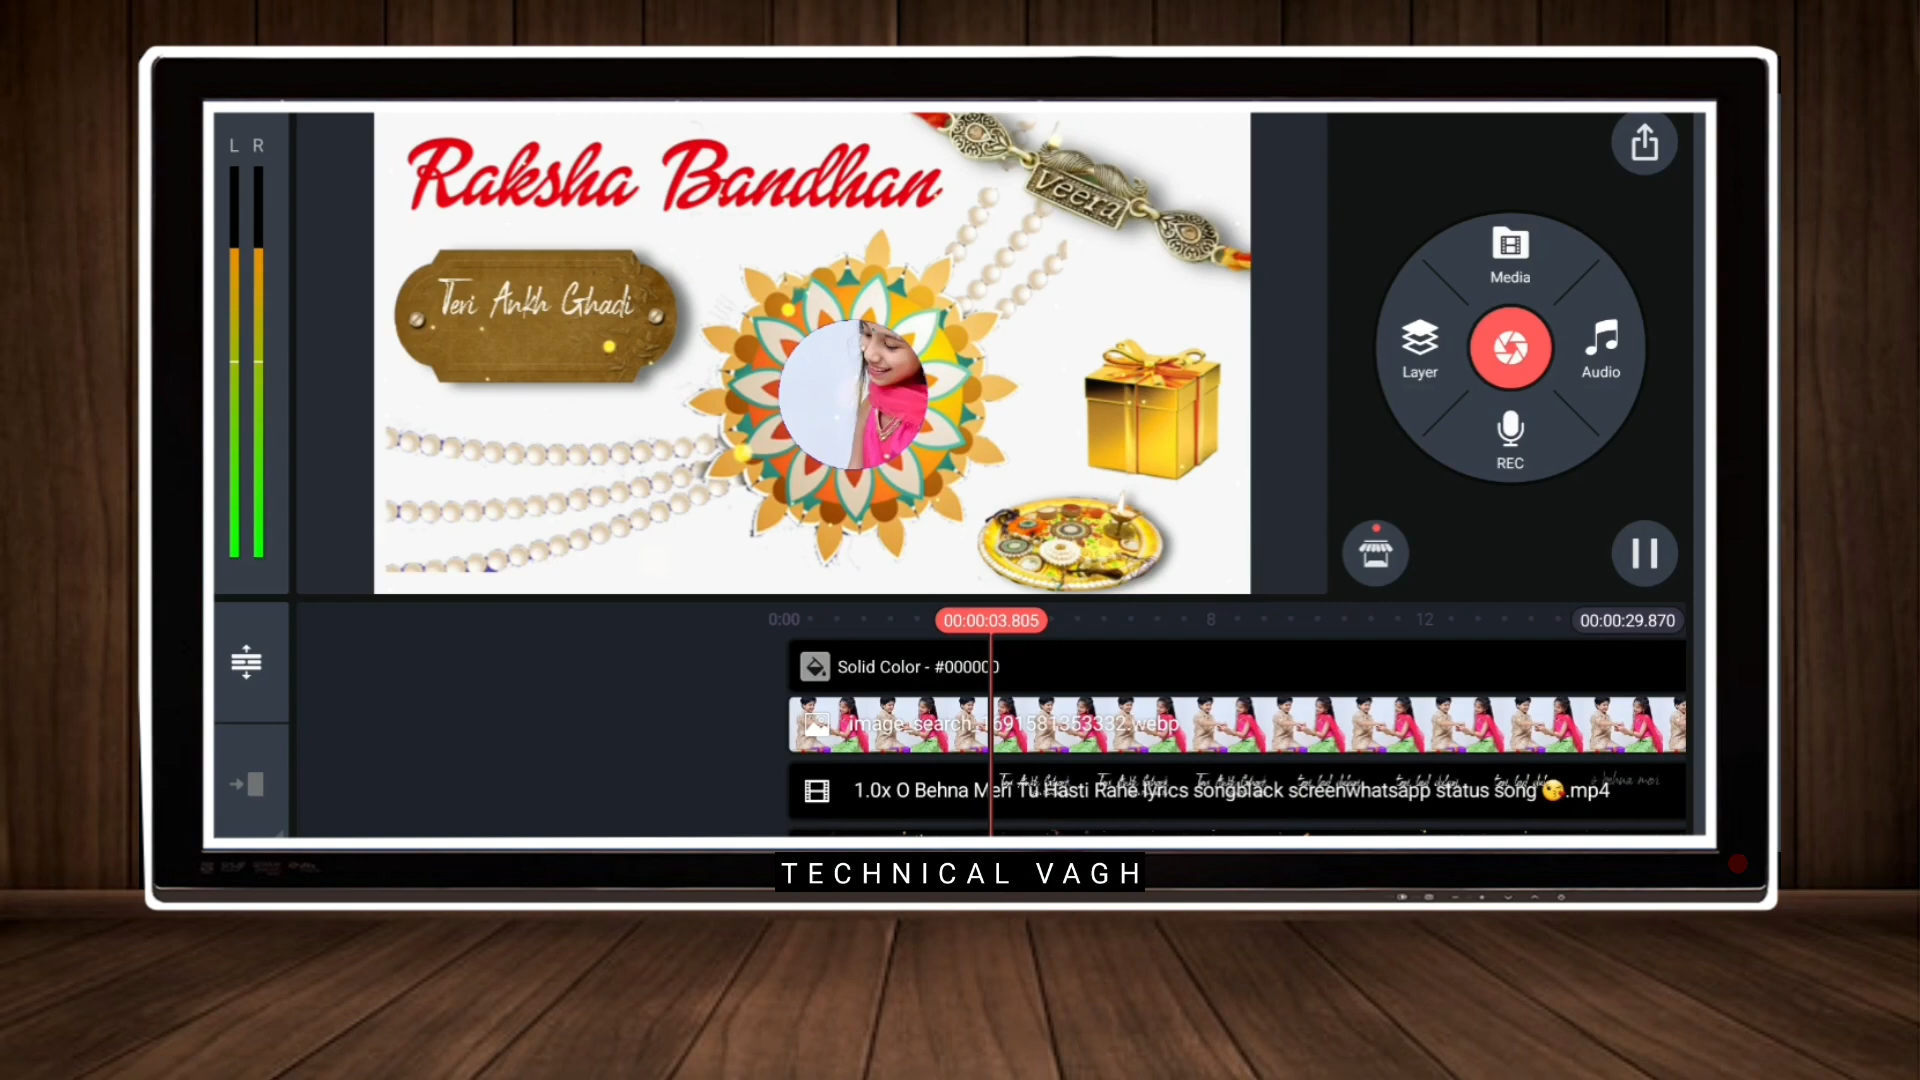 L R
Raksha Bandhan
veera
Teri Ankh Ghadi
Media
Layer
Audio
REC
0:00
00:00:03.805
8
12
00:00:29.870
Solid Color - #000000
image_search_1691581353332.webp
1.0x O Behna Meri Tu Hasti Rahe lyrics songblack screenwhatsapp status song😘.mp4
TECHNICAL VAGH